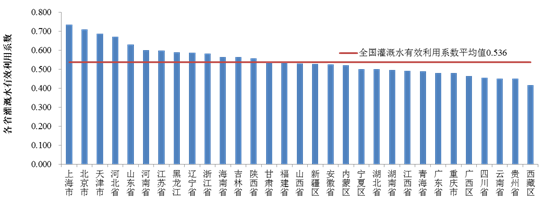 各省灌溉水有效利用系数
0.800
0.700
0.600
0.500
0.400
0.300
0.200
0.100
0.000
全国灌溉水有效利用系数平均值0.536
上海市
北京市
天津市
河北省
山东省
河南省
江苏省
黑龙江
辽宁省
浙江省
海南省
吉林省
陕西省
甘肃省
福建省
山西省
新疆区
安徽省
内蒙区
宁夏区
湖北省
湖南省
江西省
青海省
广东省
重庆市
广西区
四川省
云南省
贵州省
西藏区